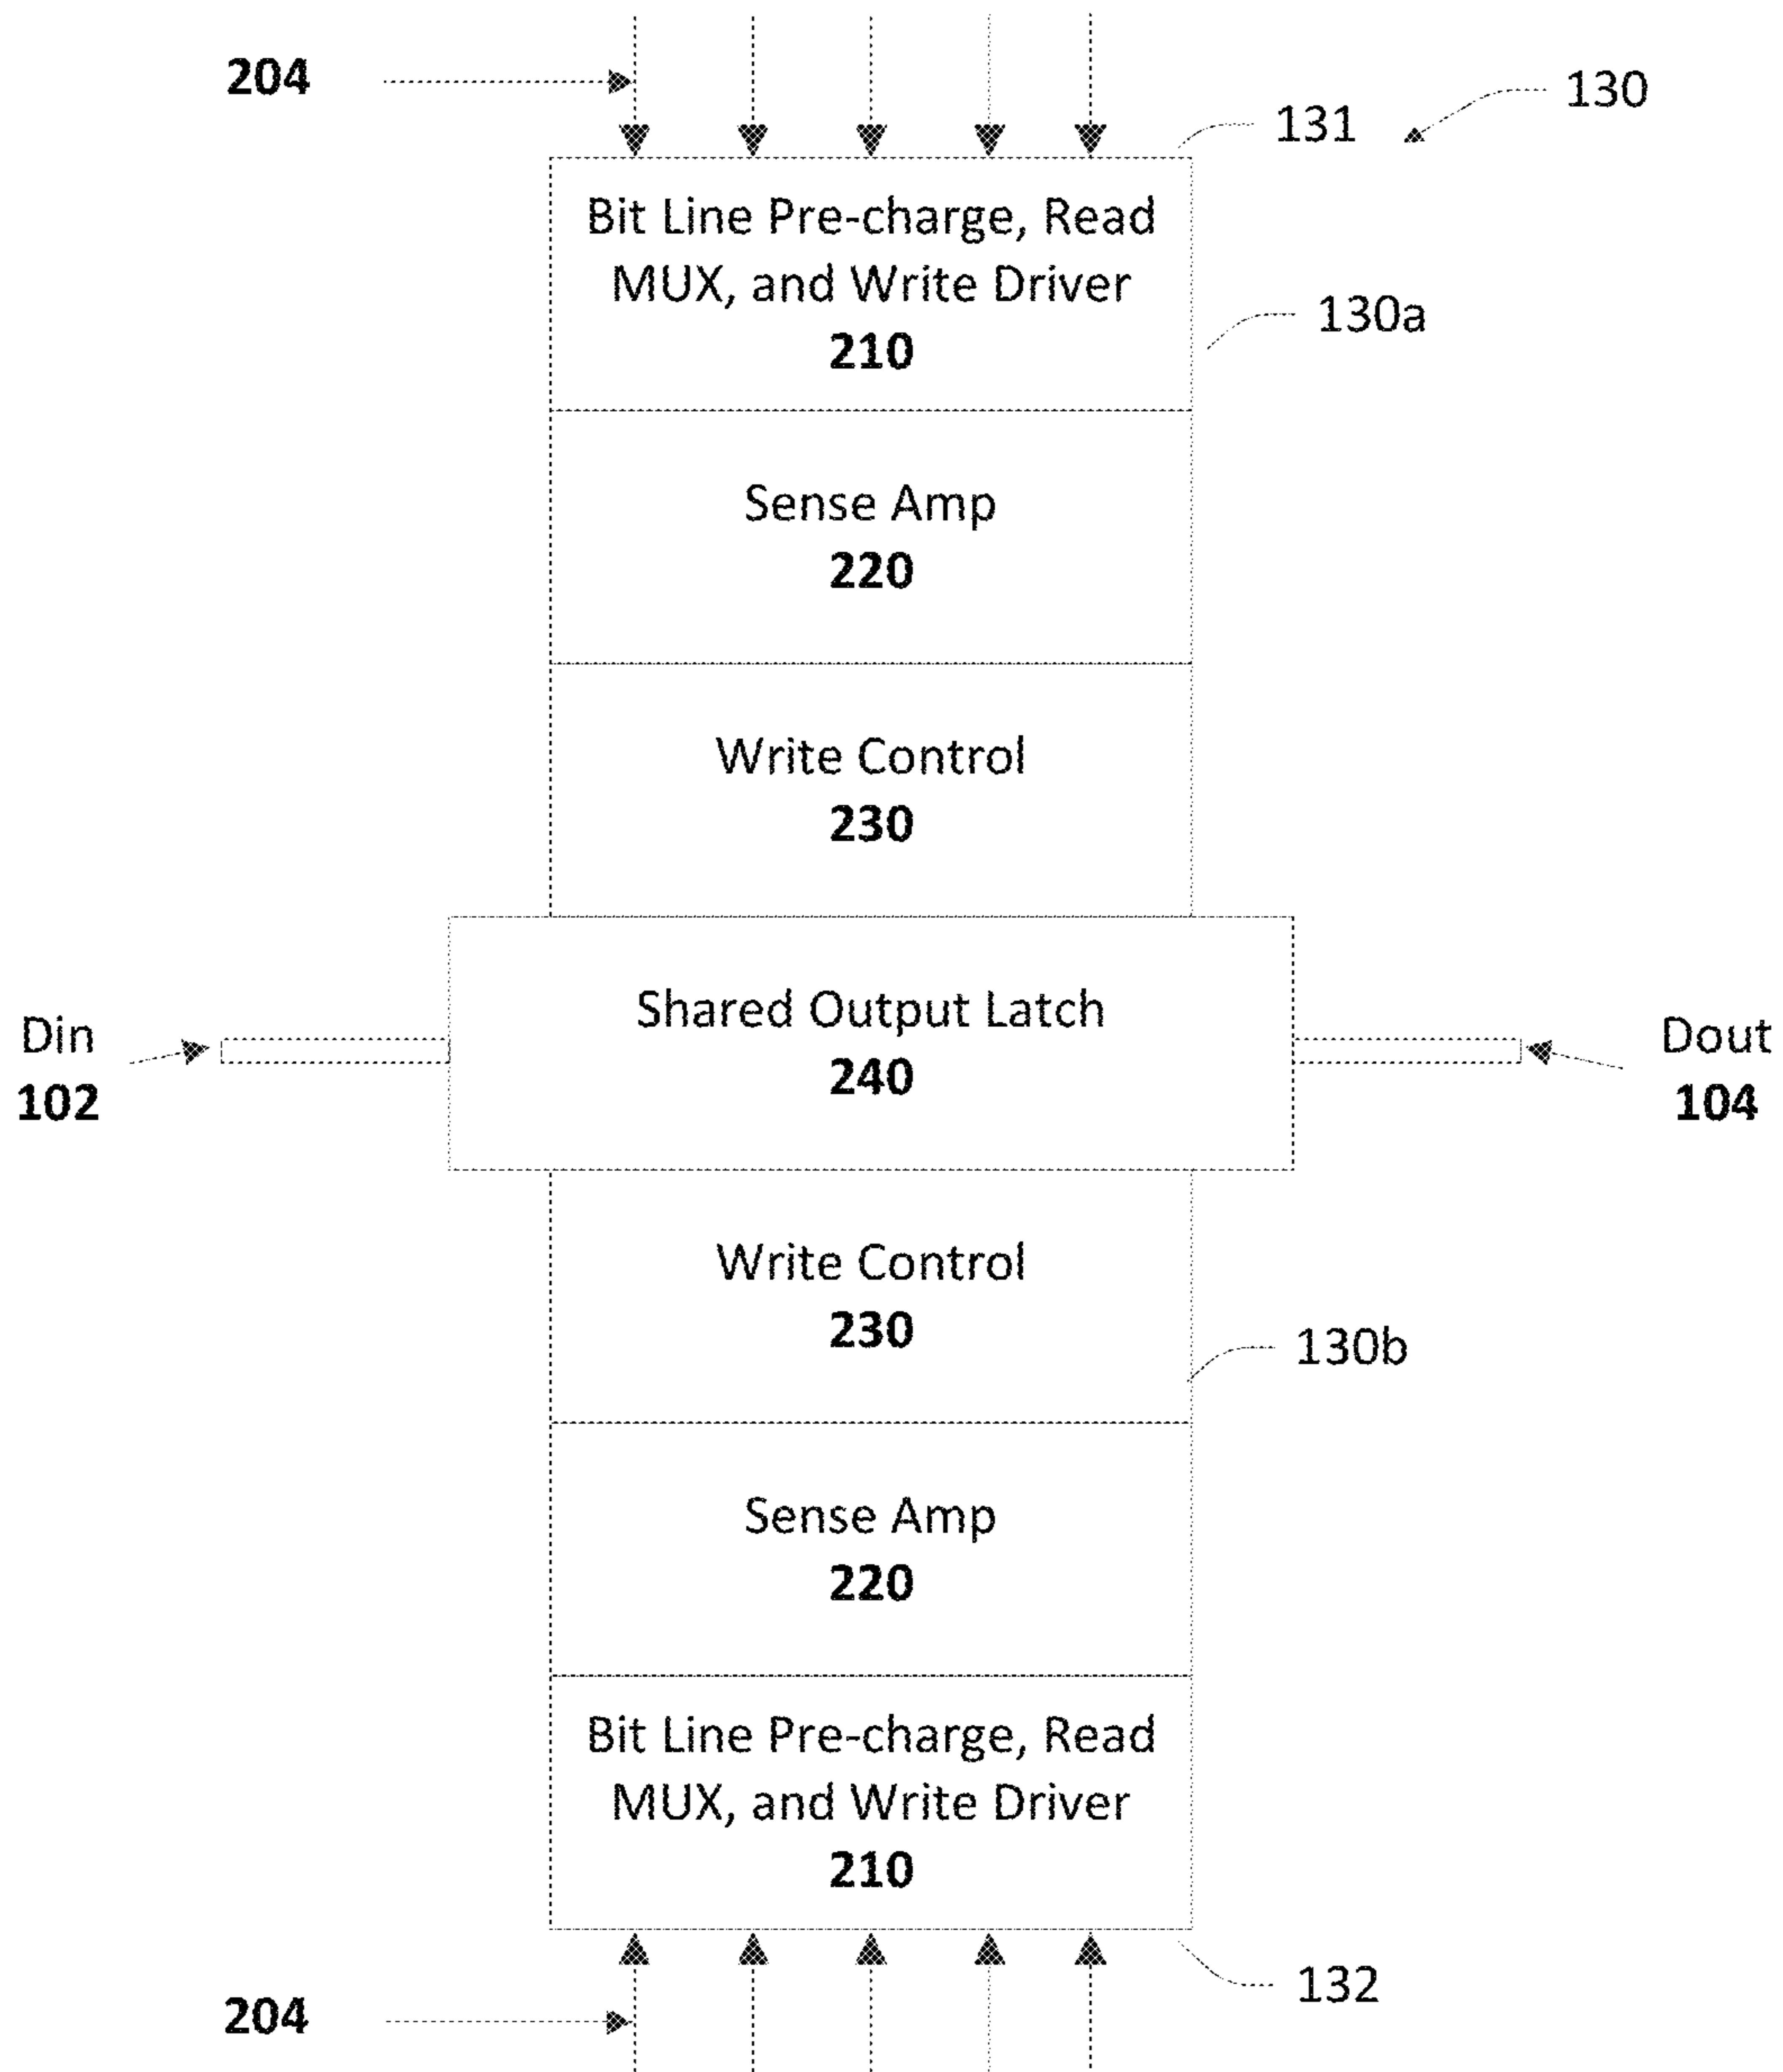 204
130
131
Bit Line Pre-charge, Read
MUX, and Write Driver
210
130a
Sense Amp
220
Write Control
230
Shared Output Latch
240
Din
102
Dout
104
Write Control
230
130b
Sense Amp
220
Bit Line Pre-charge, Read
MUX, and Write Driver
210
132
204